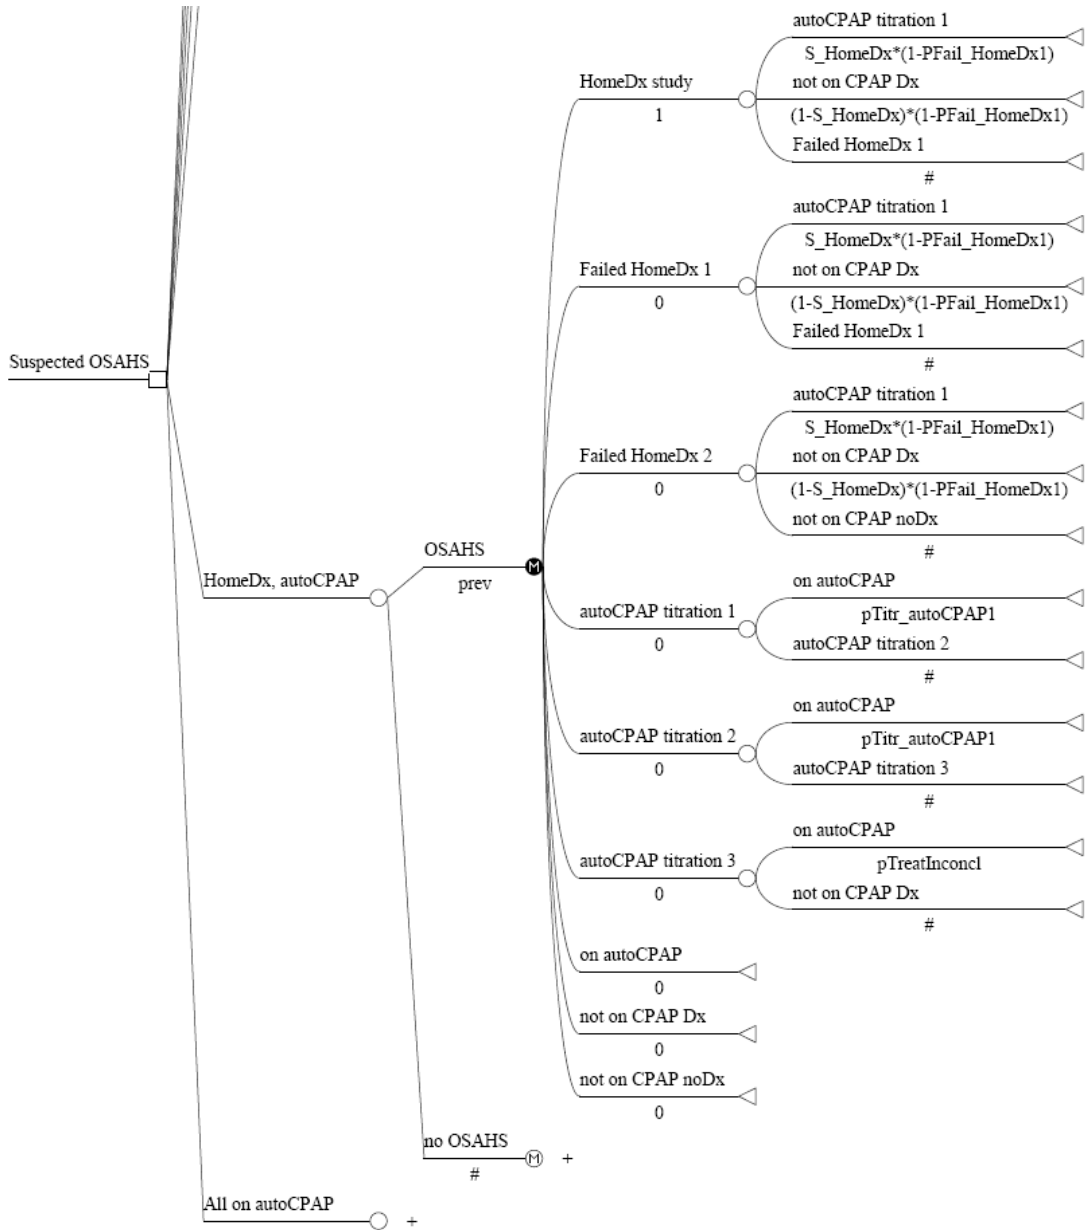 autoCPAP titration 1
S_HomeDx*(1-PFail_HomeDx1)
HomeDx study
not on CPAP Dx
1
(1-S_HomeDx)*(1-PFail_HomeDx1)
Failed HomeDx 1
#
autoCPAP titration 1
S_HomeDx*(1-PFail_HomeDx1)
Failed HomeDx 1
not on CPAP Dx
0
(1-S_HomeDx)*(1-PFail_HomeDx1)
Failed HomeDx 1
#
Suspected OSAHS
autoCPAP titration 1
S_HomeDx*(1-PFail_HomeDx1)
Failed HomeDx 2
not on CPAP Dx
0
(1-S_HomeDx)*(1-PFail_HomeDx1)
not on CPAP noDx
#
OSAHS
M
prev
HomeDx, autoCPAP
on autoCPAP
pTitr_autoCPAP1
autoCPAP titration 1
0
autoCPAP titration 2
#
on autoCPAP
pTitr_autoCPAP1
autoCPAP titration 2
0
autoCPAP titration 3
#
on autoCPAP
pTreatInconcl
autoCPAP titration 3
0
not on CPAP Dx
#
on autoCPAP
0
not on CPAP Dx
0
not on CPAP noDx
0
no OSAHS
M +
#
All on autoCPAP
+